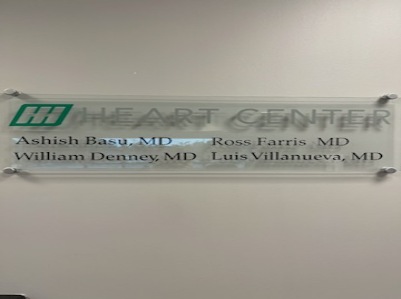 HEART CENTER
Ashish Basu, MD Ross Farris MD
William Denney, MD Luis Villanueva, MD